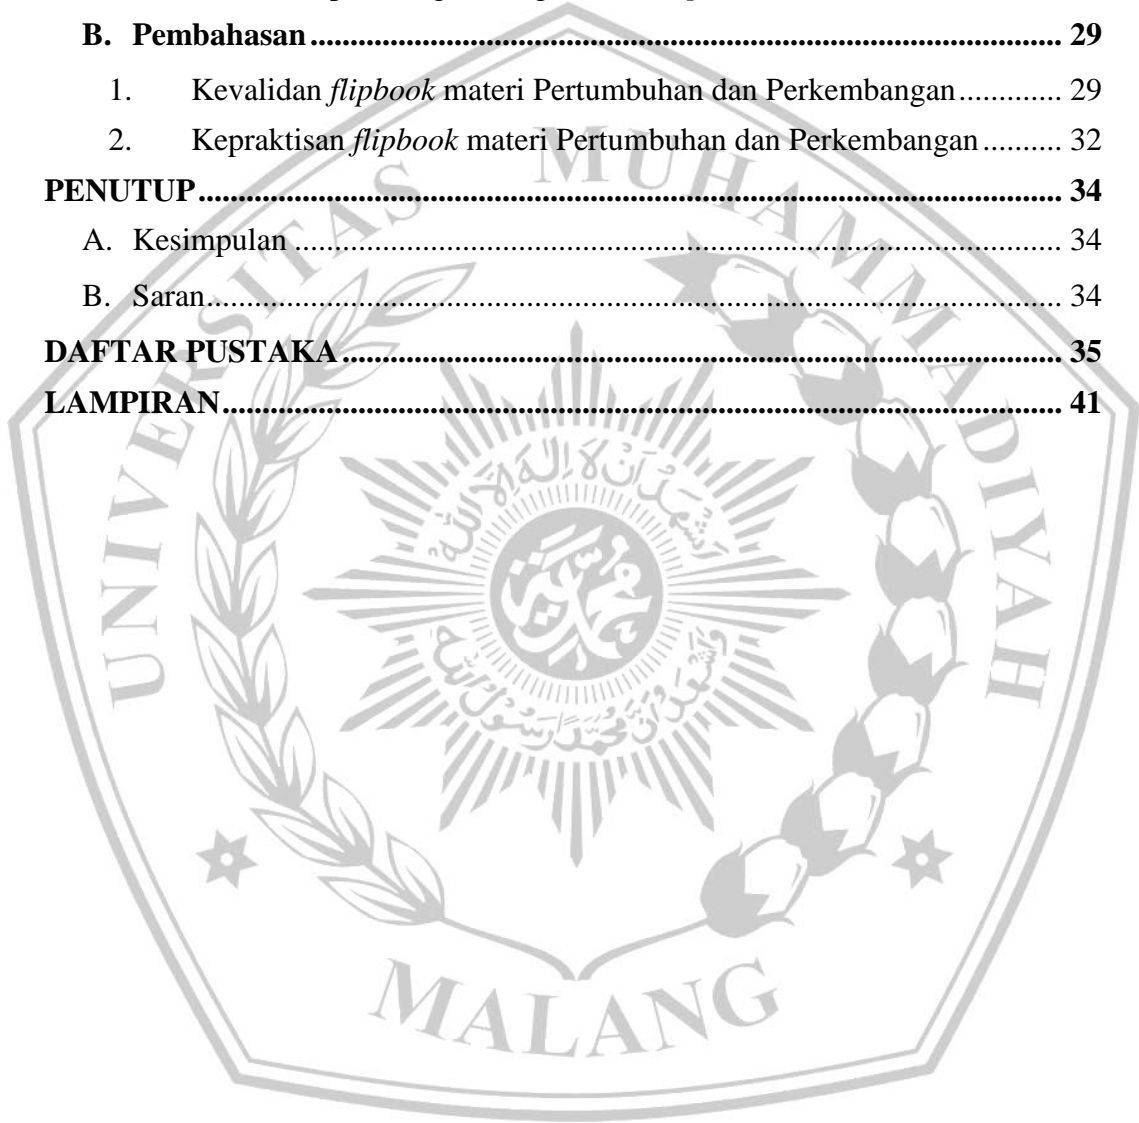 B. Pembahasan ........ 29
1. Kevalidan flipbook materi Pertumbuhan dan Perkembangan ............. 29
2. Kepraktisan flipbook materi Pertumbuhan dan Perkembangan .......... 32
PENUTUP ........ 34
A. Kesimpulan ........ 34
B. Saran ........ 34
DAFTAR PUSTAKA ........ 35
LAMPIRAN ........ 41
UNIVERSITAS MUHAMMADIYAH
MALANG